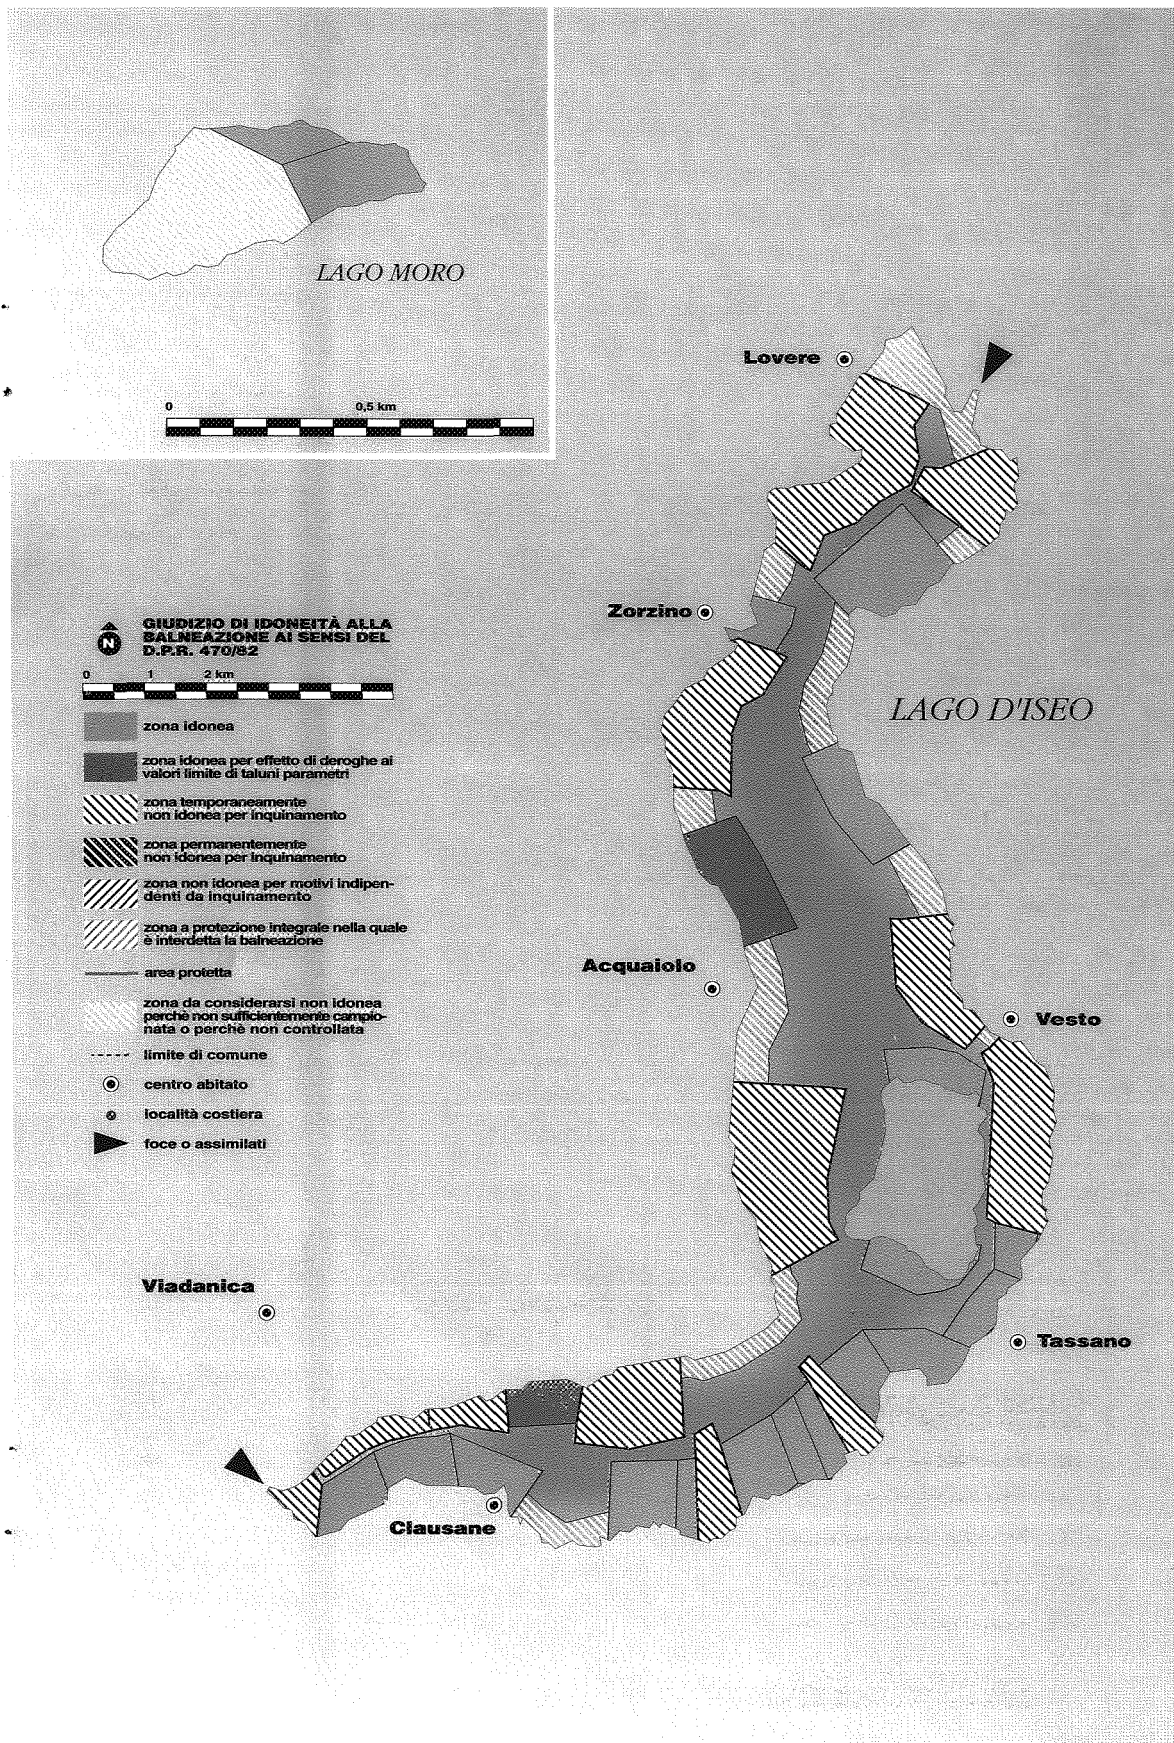 LAGO MORO
0 0,5 km
Lovere
Zorzino
GIUDIZIO DI IDONEITÀ ALLA
BALNEAZIONE AI SENSI DEL
D.P.R. 470/82
N
0 1 2 km
zona idonea
zona idonea per effetto di deroghe ai
valori limite di taluni parametri
zona temporaneamente
non idonea per inquinamento
zona permanentemente
non idonea per inquinamento
zona non idonea per motivi indipen-
denti da inquinamento
zona a protezione integrale nella quale
è interdetta la balneazione
area protetta
zona da considerarsi non idonea
perchè non sufficientemente campio-
nata o perchè non controllata
limite di comune
centro abitato
località costiera
foce o assimilati
LAGO D'ISEO
Acquaiolo
Vesto
Viadanica
Tassano
Clausane